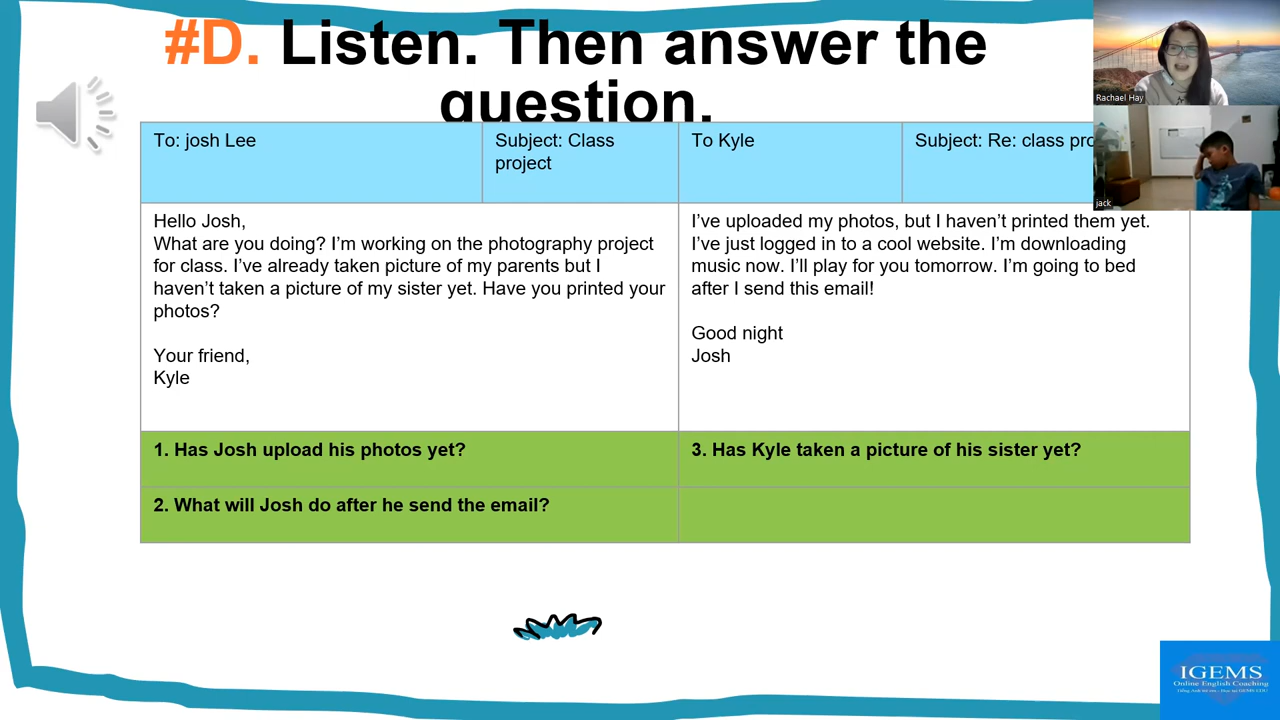 #D. Listen. Then answer the
question.
To: josh Lee
Subject: Class
project
To Kyle
Subject: Re: class pro
Hello Josh,
What are you doing? I'm working on the photography project
for class. I've already taken picture of my parents but I
haven't taken a picture of my sister yet. Have you printed your
photos?
Your friend,
Kyle
I've uploaded my photos, but I haven't printed them yet.
I've just logged in to a cool website. I'm downloading
music now. I'll play for you tomorrow. I'm going to bed
after I send this email!
Good night
Josh
1. Has Josh upload his photos yet?
3. Has Kyle taken a picture of his sister yet?
2. What will Josh do after he send the email?
Rachael Hay
jack
IGEMS
Online English Coaching